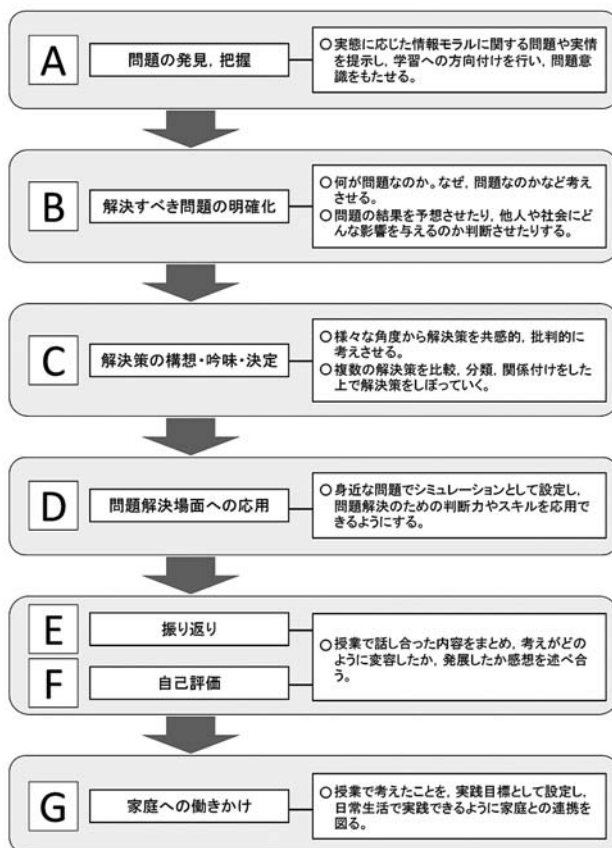 A
問題の発見，把握
○実態に応じた情報モラルに関する問題や実情
を提示し，学習への方向付けを行い，問題意
識をもたせる。
B
解決すべき問題の明確化
○何が問題なのか。なぜ，問題なのかなど考え
させる。
○問題の結果を予想させたり，他人や社会にど
んな影響を与えるのか判断させたりする。
C
解決策の構想・吟味・決定
○様々な角度から解決策を共感的，批判的に
考えさせる。
○複数の解決策を比較，分類，関係付けをした
上で解決策をしぼっていく。
D
問題解決場面への応用
○身近な問題でシミュレーションとして設定し，
問題解決のための判断力やスキルを応用で
きるようにする。
E
振り返り
F
自己評価
○授業で話し合った内容をまとめ，考えがどの
ように変容したか，発展したか感想を述べ合
う。
G
家庭への働きかけ
○授業で考えたことを，実践目標として設定し，
日常生活で実践できるように家庭との連携を
図る。